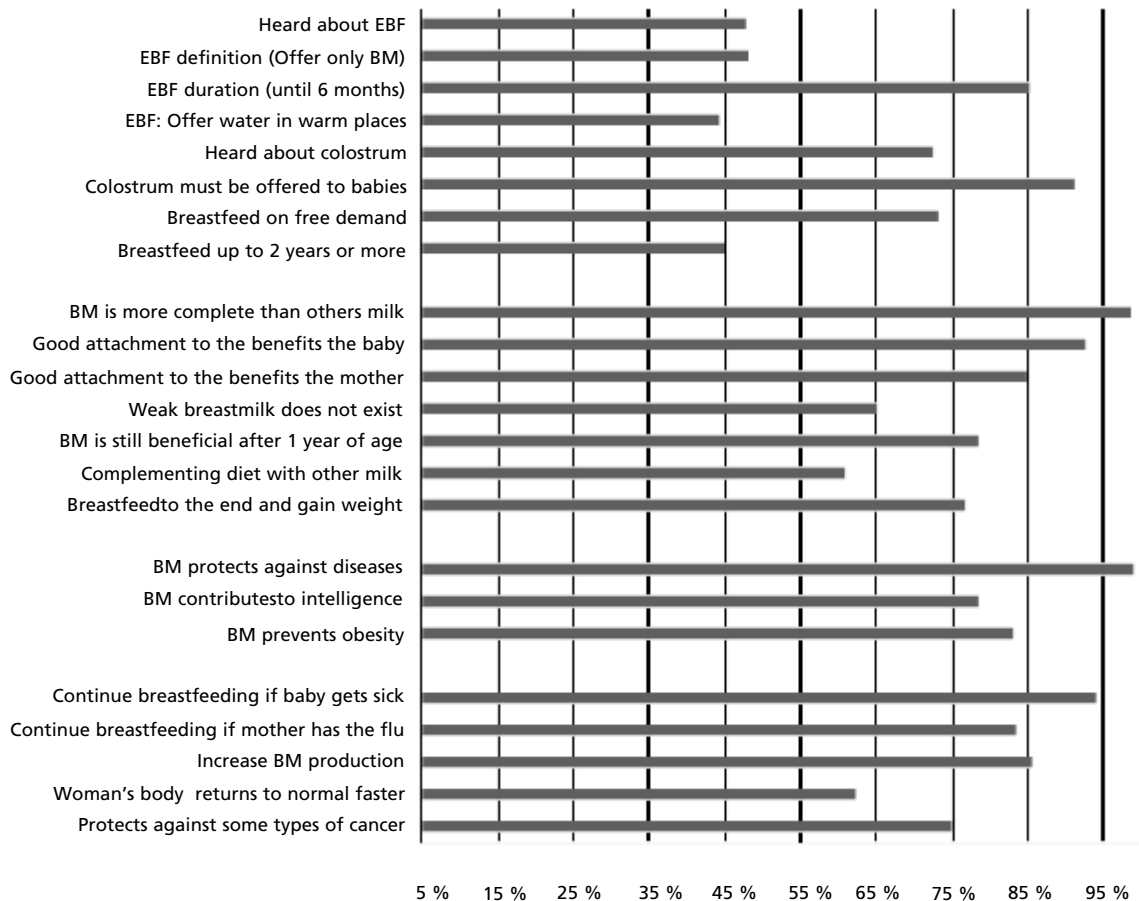 Heard about EBF
EBF definition (Offer only BM)
EBF duration (until 6 months)
EBF: Offer water in warm places
Heard about colostrum
Colostrum must be offered to babies
Breastfeed on free demand
Breastfeed up to 2 years or more
BM is more complete than others milk
Good attachment to the benefits the baby
Good attachment to the benefits the mother
Weak breastmilk does not exist
BM is still beneficial after 1 year of age
Complementing diet with other milk
Breastfeedto the end and gain weight
BM protects against diseases
BM contributesto intelligence
BM prevents obesity
Continue breastfeeding if baby gets sick
Continue breastfeeding if mother has the flu
Increase BM production
Woman’s body returns to normal faster
Protects against some types of cancer
5 % 15 % 25 % 35 % 45 % 55 % 65 % 75 % 85 % 95 %